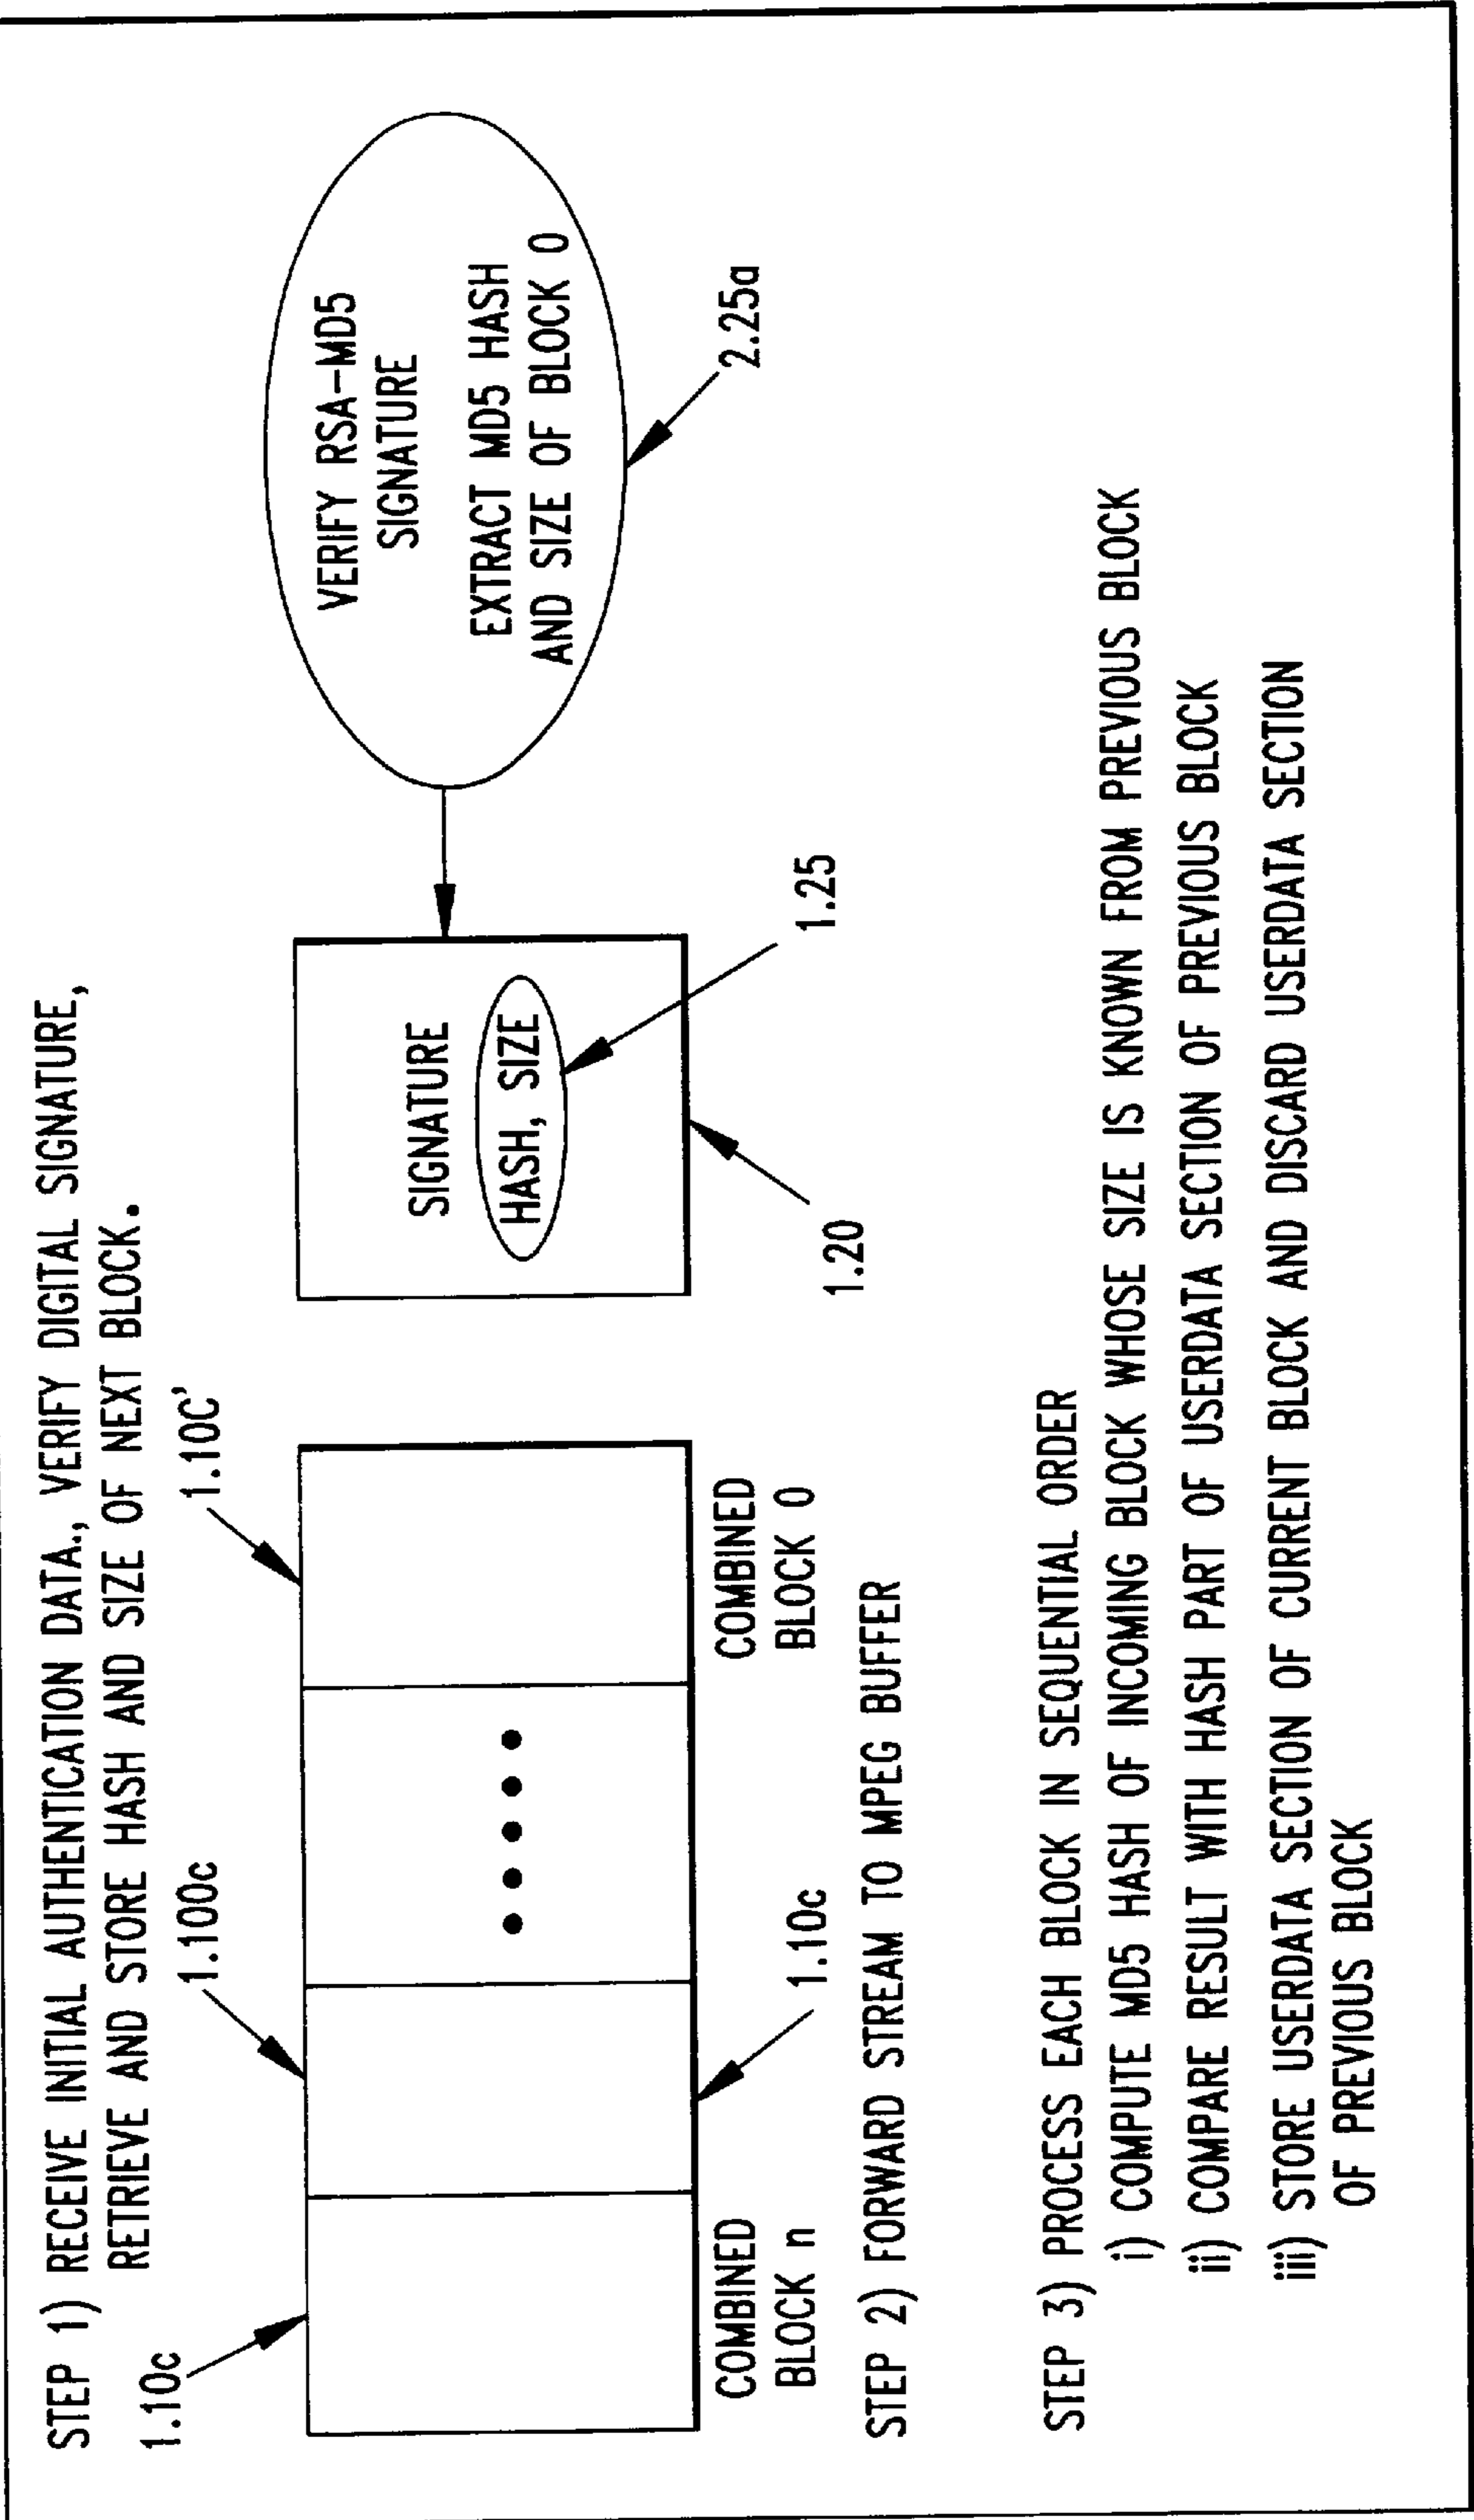 STEP 1) RECEIVE INITIAL AUTHENTICATION DATA., VERIFY DIGITAL SIGNATURE,
RETRIEVE AND STORE HASH AND SIZE OF NEXT BLOCK.
1.10c
1.100c
1.10C'
COMBINED
BLOCK n
1.10c
COMBINED
BLOCK 0
SIGNATURE
HASH, SIZE
1.20
1.25
VERIFY RSA-MD5
SIGNATURE
EXTRACT MD5 HASH
AND SIZE OF BLOCK 0
2.25a
STEP 2) FORWARD STREAM TO MPEG BUFFER
STEP 3) PROCESS EACH BLOCK IN SEQUENTIAL ORDER
i) COMPUTE MD5 HASH OF INCOMING BLOCK WHOSE SIZE IS KNOWN FROM PREVIOUS BLOCK
ii) COMPARE RESULT WITH HASH PART OF USERDATA SECTION OF PREVIOUS BLOCK
iii) STORE USERDATA SECTION OF CURRENT BLOCK AND DISCARD USERDATA SECTION
OF PREVIOUS BLOCK